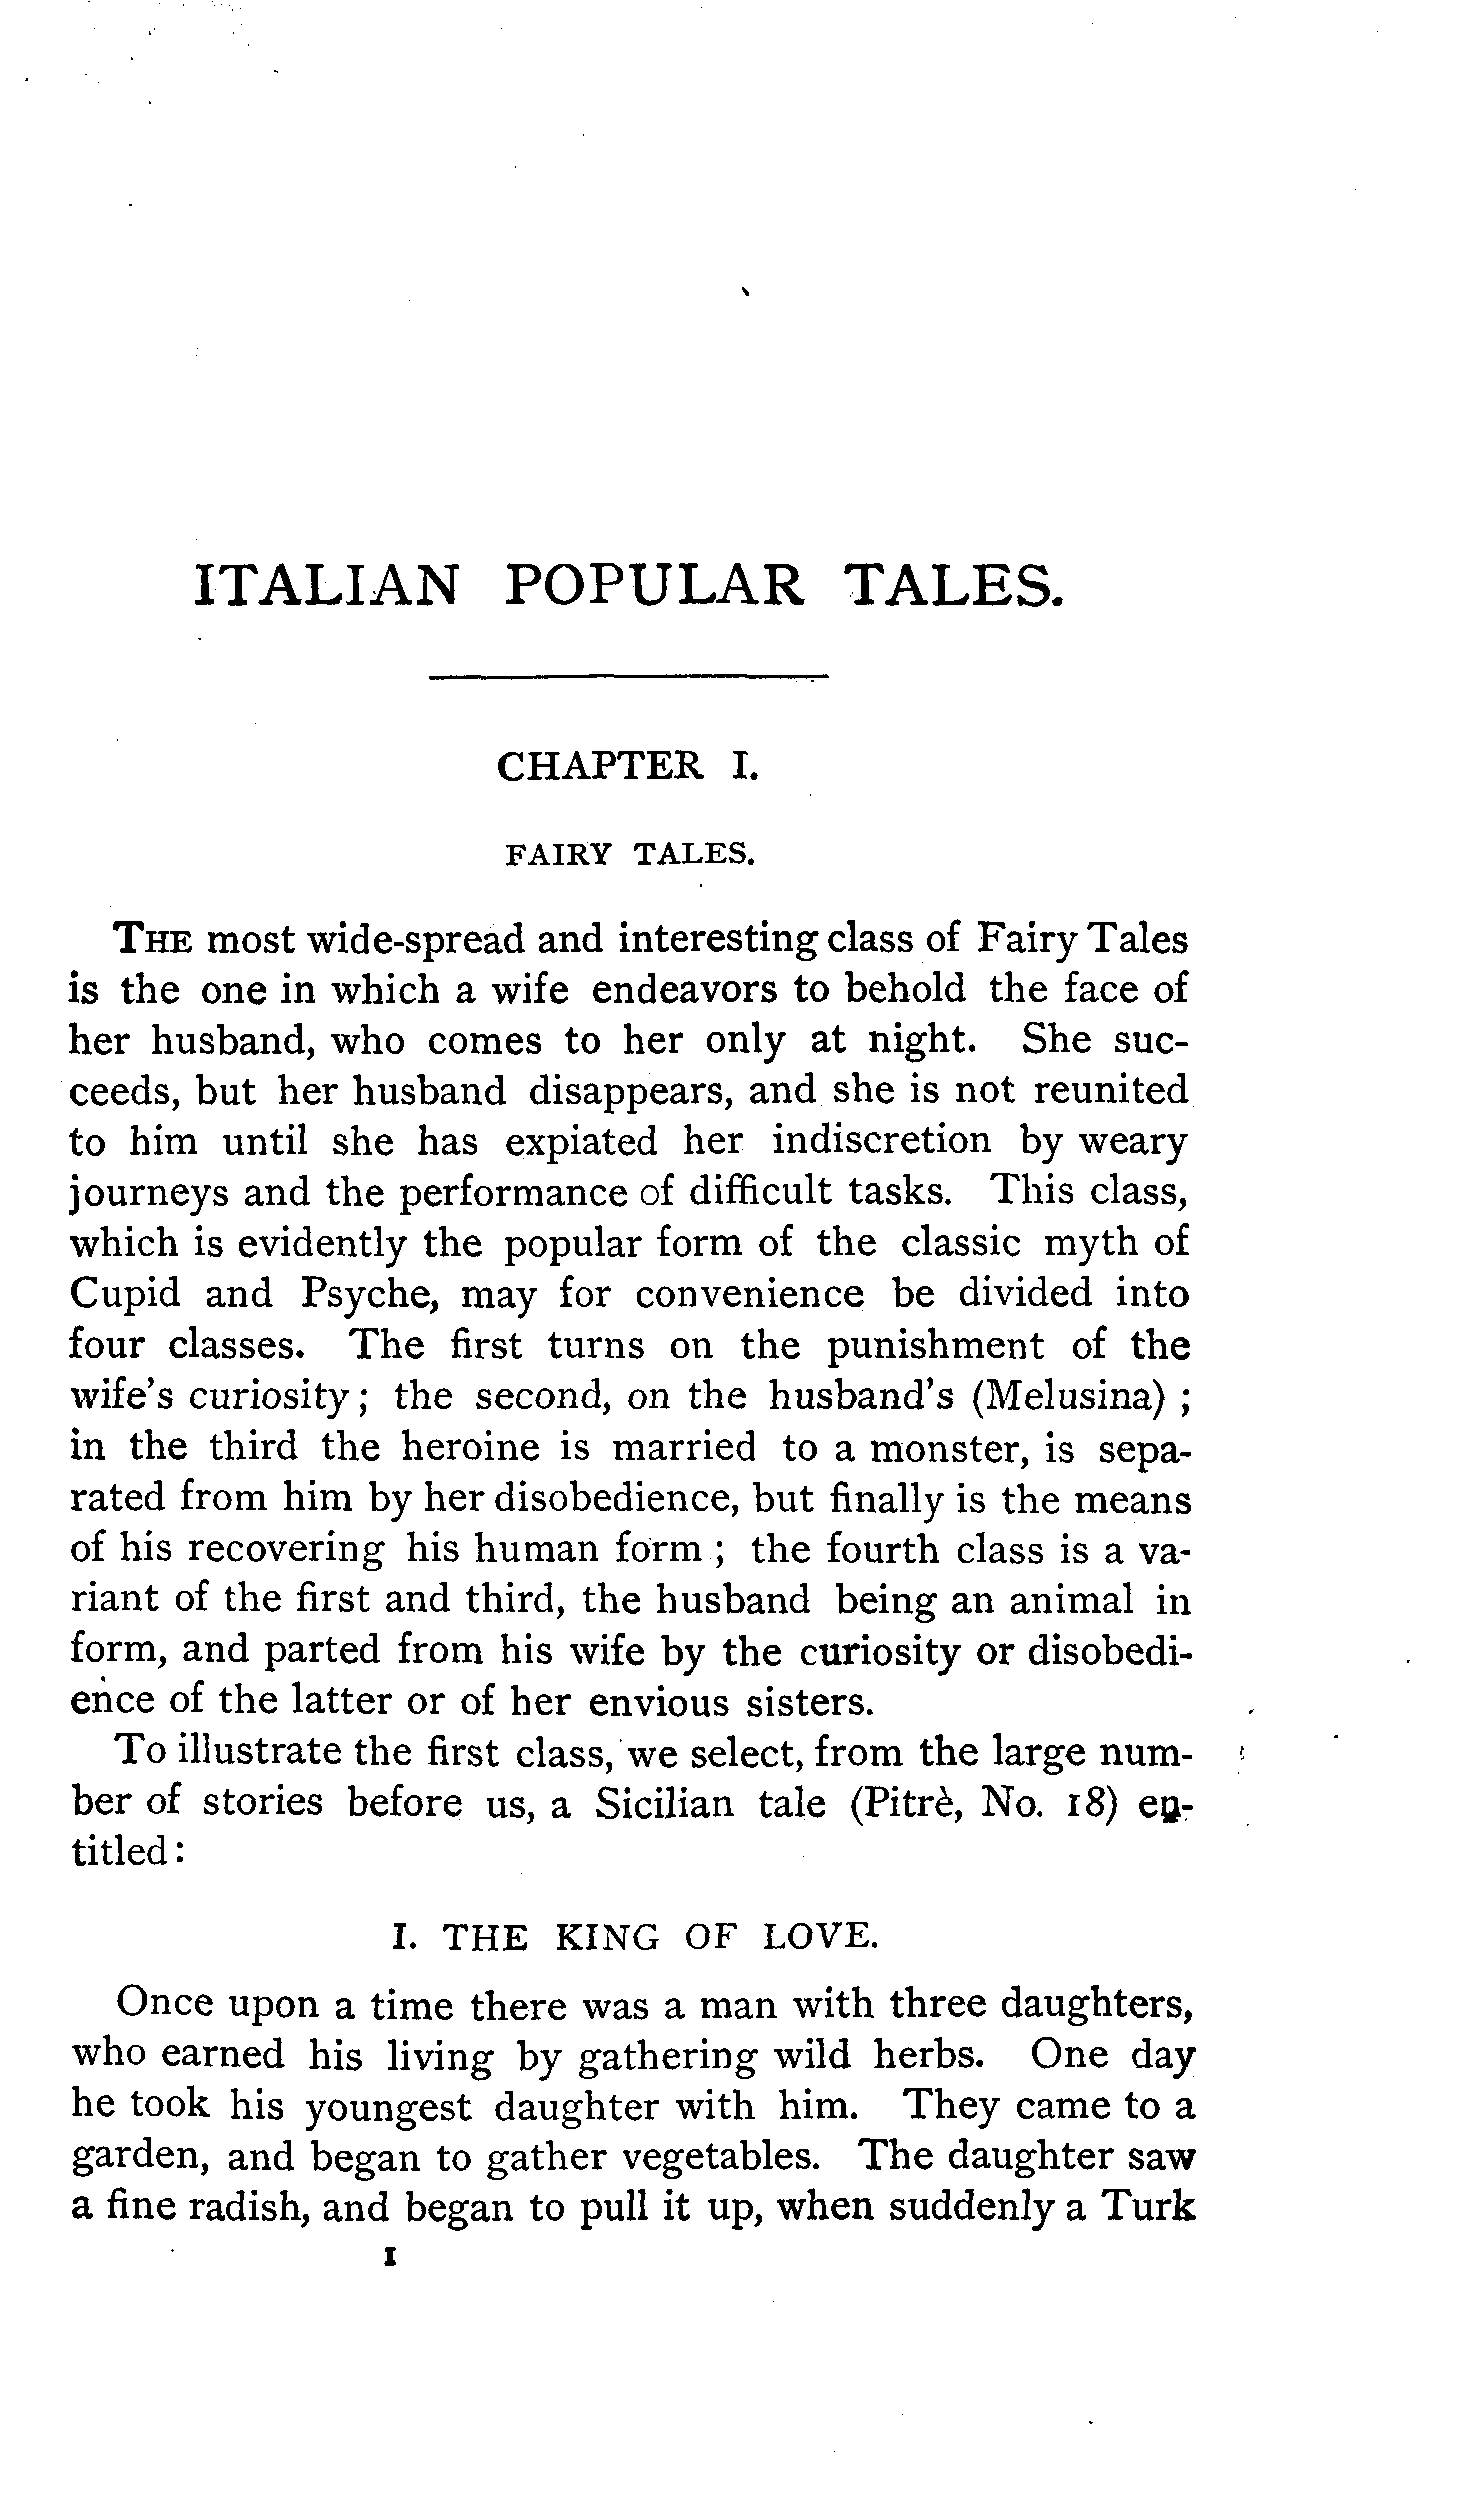 ITALIAN POPULAR TALES.
CHAPTER I.
FAIRY TALES.
THE most wide-spread and interesting class of Fairy Tales
is the one in which a wife endeavors to behold the face of
her husband, who comes to her only at night. She suc-
ceeds, but her husband disappears, and she is not reunited
to him until she has expiated her indiscretion by weary
journeys and the performance of difficult tasks. This class,
which is evidently the popular form of the classic myth of
Cupid and Psyche, may for convenience be divided into
four classes. The first turns on the punishment of the
wife's curiosity; the second, on the husband's (Melusina) ;
in the third the heroine is married to a monster, is sepa-
rated from him by her disobedience, but finally is the means
of his recovering his human form ; the fourth class is a va-
riant of the first and third, the husband being an animal in
form, and parted from his wife by the curiosity or disobedi-
ence of the latter or of her envious sisters.
To illustrate the first class, we select, from the large num-
ber of stories before us, a Sicilian tale (Pitrè, No. 18) en-
titled:
I. THE KING OF LOVE.
Once upon a time there was a man with three daughters,
who earned his living by gathering wild herbs. One day
he took his youngest daughter with him. They came to a
garden, and began to gather vegetables. The daughter saw
a fine radish, and began to pull it up, when suddenly a Turk
I